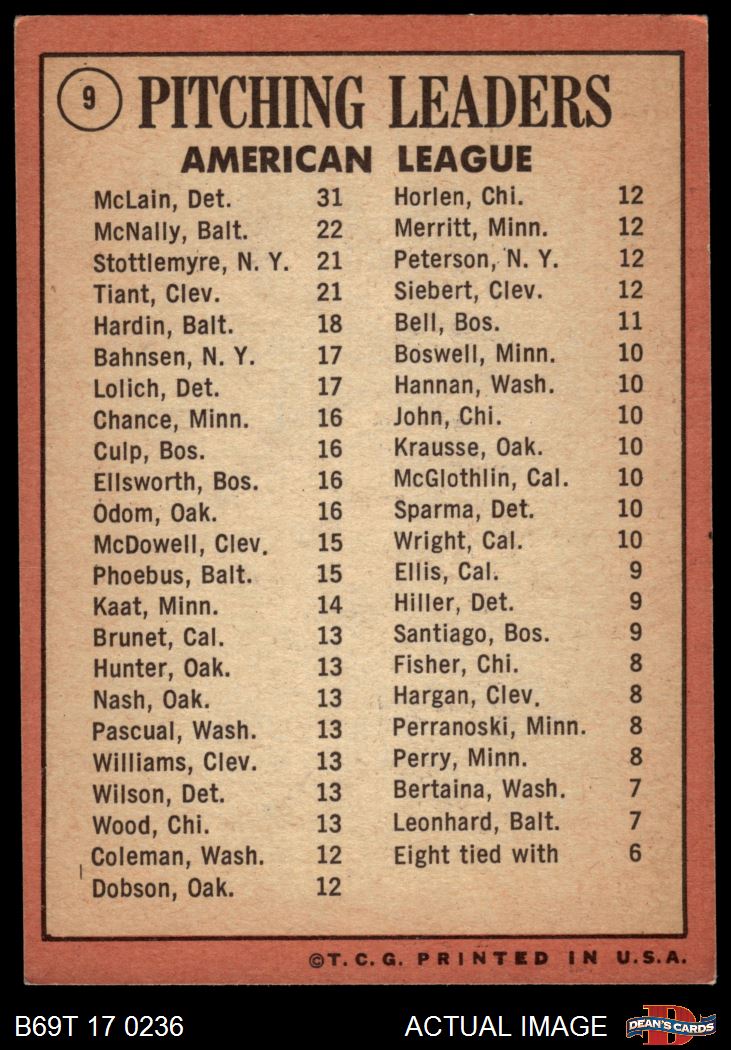 9
PITCHING LEADERS
AMERICAN LEAGUE
McLain, Det. 31
McNally, Balt. 22
Stottlemyre, N. Y. 21
Tiant, Clev. 21
Hardin, Balt. 18
Bahnsen, N. Y. 17
Lolich, Det. 17
Chance, Minn. 16
Culp, Bos. 16
Ellsworth, Bos. 16
Odom, Oak. 16
McDowell, Clev. 15
Phoebus, Balt. 15
Kaat, Minn. 14
Brunet, Cal. 13
Hunter, Oak. 13
Nash, Oak. 13
Pascual, Wash. 13
Williams, Clev. 13
Wilson, Det. 13
Wood, Chi. 13
Coleman, Wash. 12
Dobson, Oak. 12
Horlen, Chi. 12
Merritt, Minn. 12
Peterson, N. Y. 12
Siebert, Clev. 12
Bell, Bos. 11
Boswell, Minn. 10
Hannan, Wash. 10
John, Chi. 10
Krausse, Oak. 10
McGlothlin, Cal. 10
Sparma, Det. 10
Wright, Cal. 10
Ellis, Cal. 9
Hiller, Det. 9
Santiago, Bos. 9
Fisher, Chi. 8
Hargan, Clev. 8
Perranoski, Minn. 8
Perry, Minn. 8
Bertaina, Wash. 7
Leonhard, Balt. 7
Eight tied with 6
©T. C. G. PRINTED IN U.S.A.
B69T 17 0236
ACTUAL IMAGE
D
DEAN'S CARDS